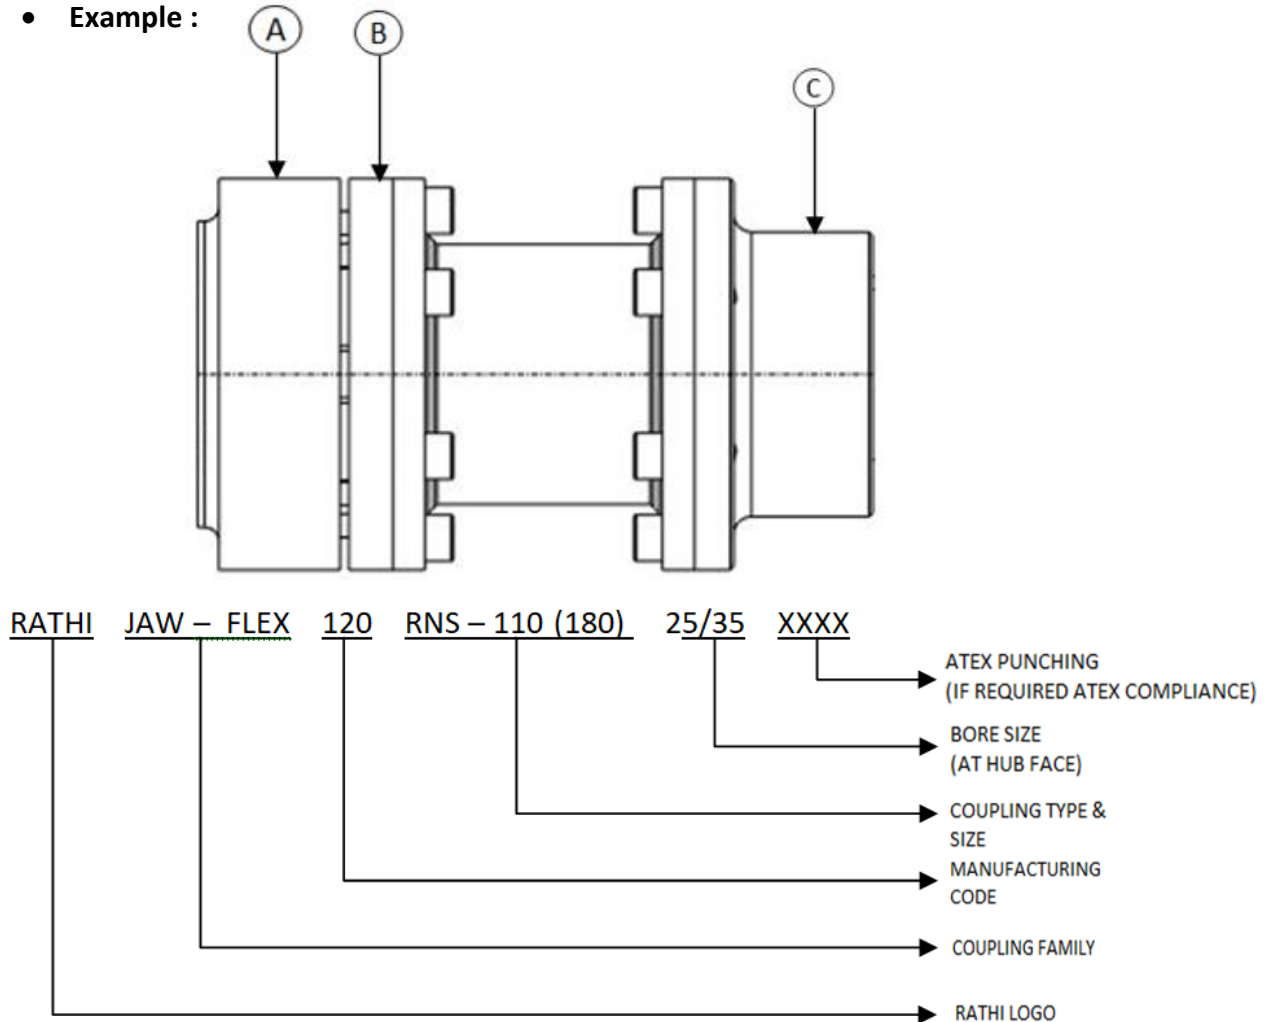 • Example :
A
B
C
RATHI JAW – FLEX 120 RNS – 110 (180) 25/35 XXXX
ATEX PUNCHING
(IF REQUIRED ATEX COMPLIANCE)
BORE SIZE
(AT HUB FACE)
COUPLING TYPE &
SIZE
MANUFACTURING
CODE
COUPLING FAMILY
RATHI LOGO